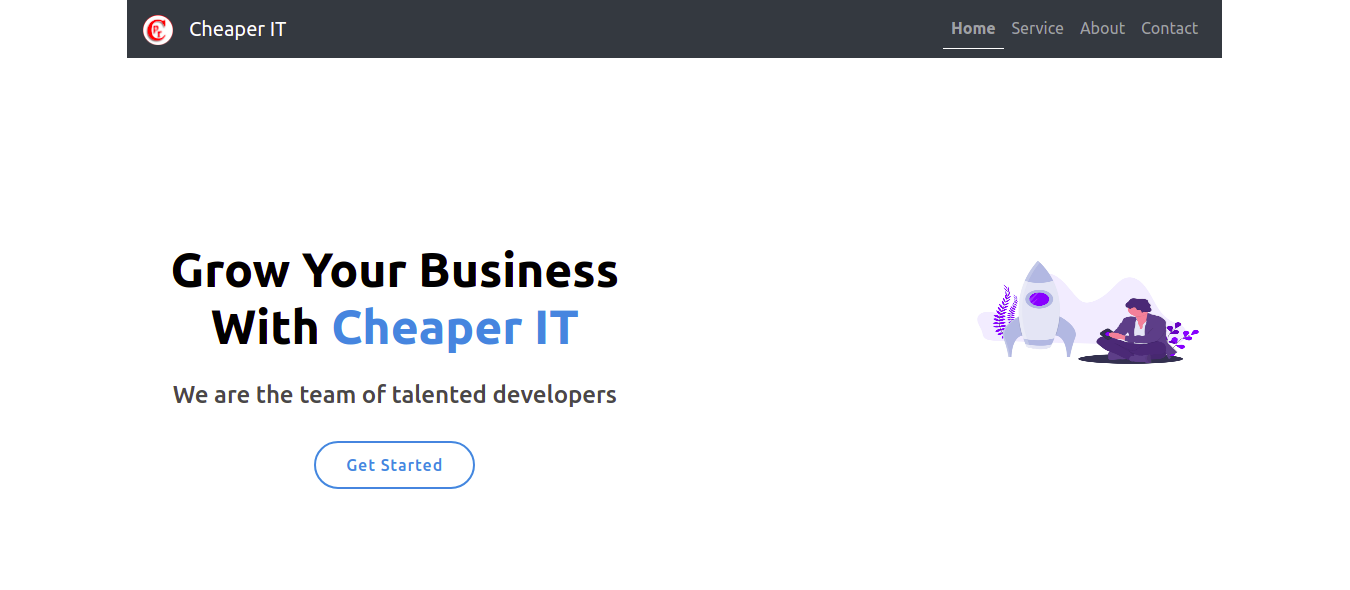 Cheaper IT
Home Service About Contact
Grow Your Business
With Cheaper IT
We are the team of talented developers
Get Started